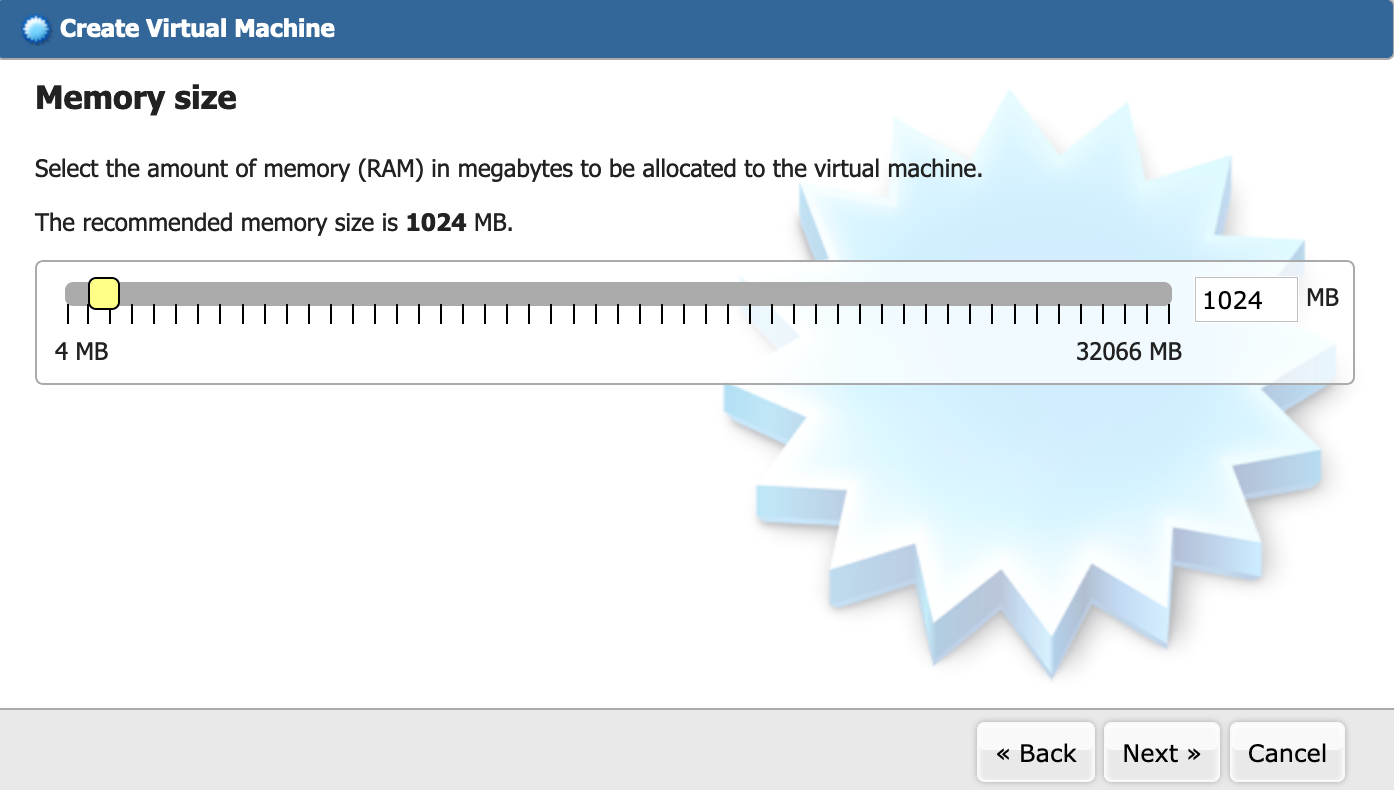 Create Virtual Machine
Memory size
Select the amount of memory (RAM) in megabytes to be allocated to the virtual machine.
The recommended memory size is 1024 MB.
1024 MB
4 MB 32066 MB
« Back Next » Cancel